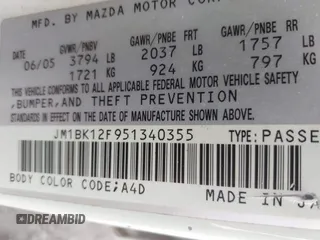 MFD. BY MAZDA MOTOR CORP
GVWR/PNBV GAWR/PNBE GAWR/PNBE
06/05 3794 LB 2037 LB 1757 LB
1721 KG 924 KG 797 KG
THIS VEHICLE CONFORMS TO ALL APPLICABLE FEDERAL MOTOR VEHICLE SAFETY
,BUMPER,AND THEFT PREVENTION
STANDARDS IN EFFECT ON THE DATE OF MANUFACTURE SHOWN ABOVE.
JM1BK12F951340355 TYPE:PASSE
BODY COLOR CODE;A4D
MADE IN JA
DREAMBID